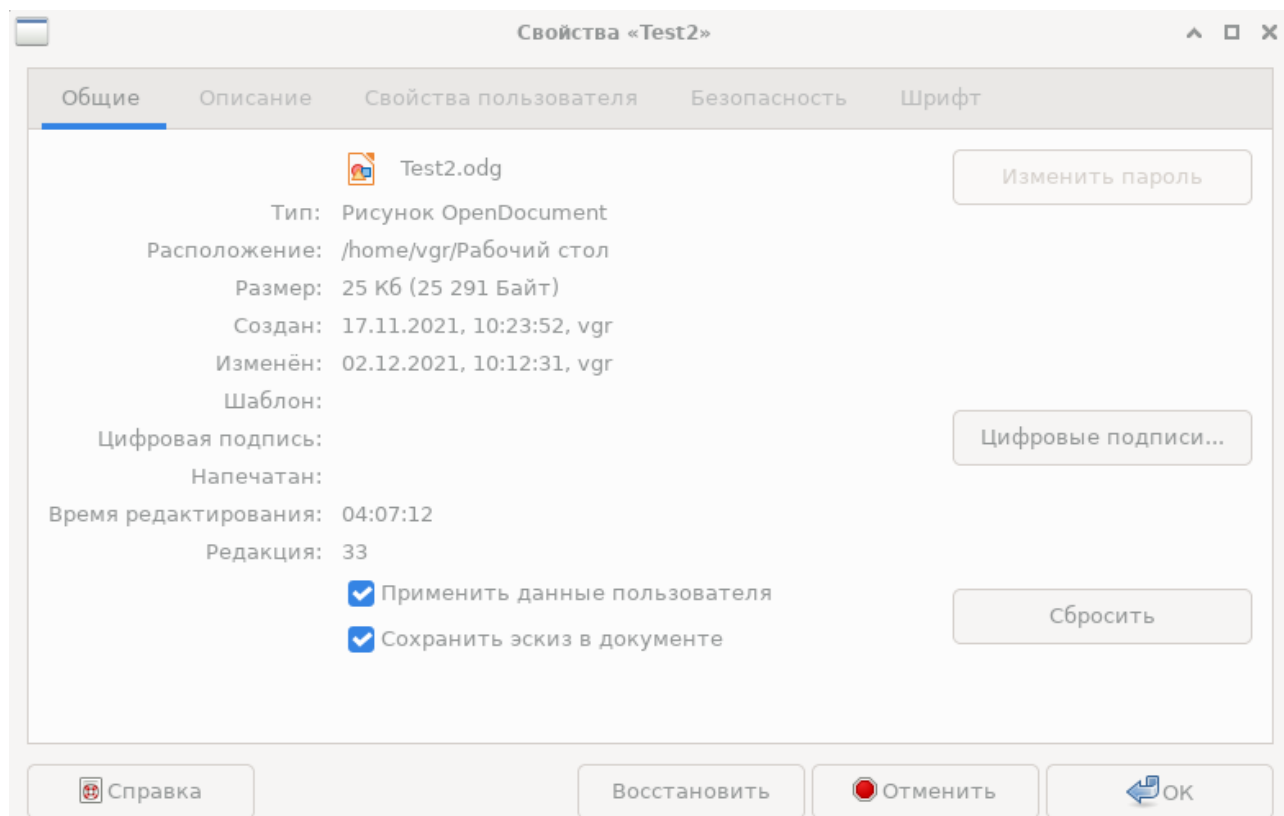 Свойства «Test2»
Общие Описание Свойства пользователя Безопасность Шрифт
Test2.odg Изменить пароль
Тип: Рисунок OpenDocument
Расположение: /home/vgr/Рабочий стол
Размер: 25 Кб (25 291 Байт)
Создан: 17.11.2021, 10:23:52, vgr
Изменён: 02.12.2021, 10:12:31, vgr
Шаблон:
Цифровая подпись: Цифровые подписи...
Напечатан:
Время редактирования: 04:07:12
Редакция: 33
Применить данные пользователя
Сбросить
Сохранить эскиз в документе
Справка Восстановить Отменить ОК